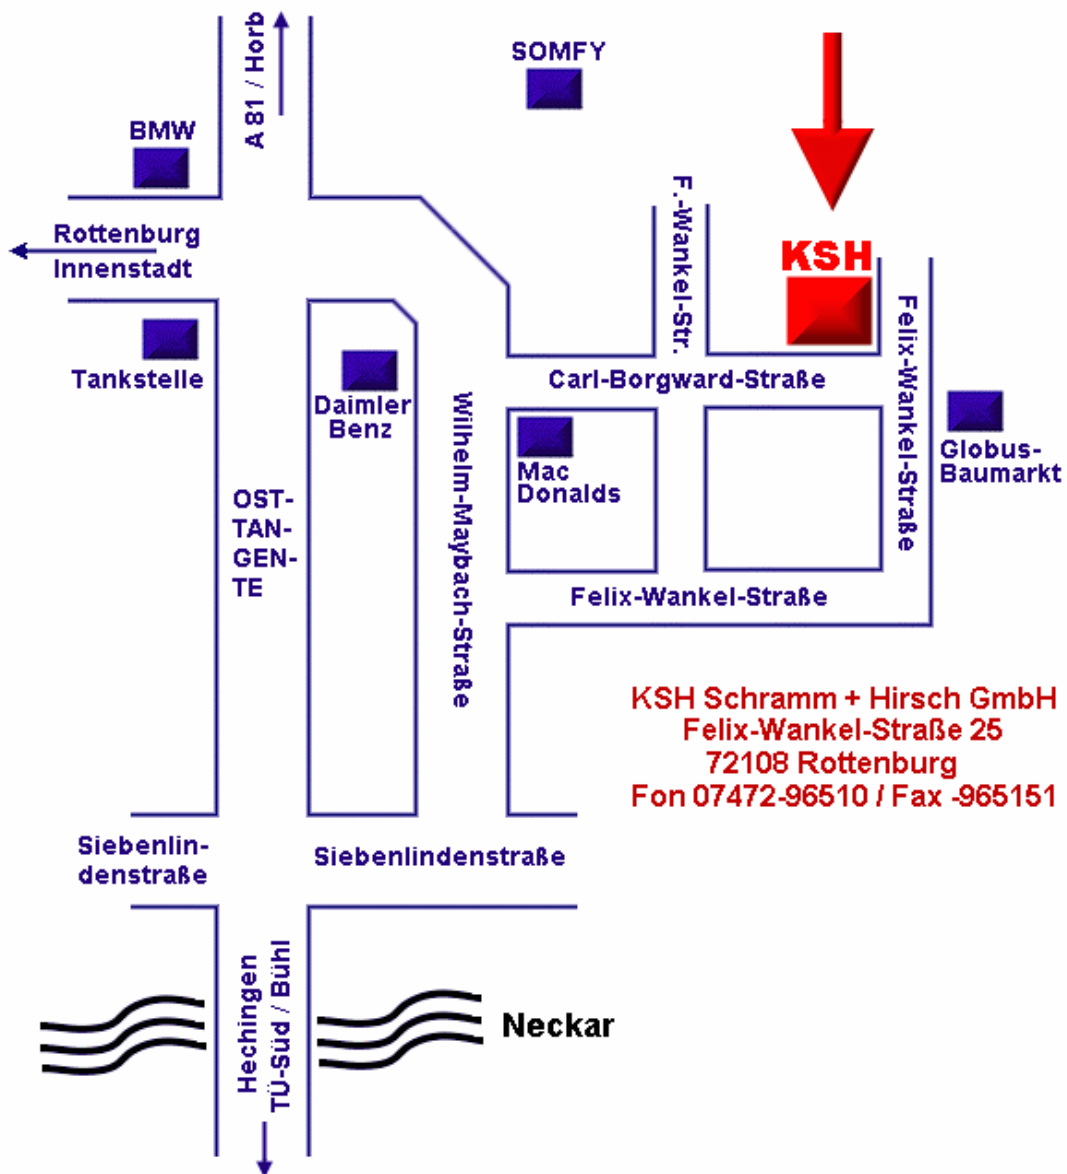 A 81 / Horb
SOMFY
BMW
Rottenburg
Innenstadt
F.-Wankel-Str.
KSH
Tankstelle
Daimler
Benz
Carl-Borgward-Straße
Felix-Wankel-Straße
Globus-
Baumarkt
Wilhelm-Maybach-Straße
Mac
Donalds
OST-
TAN-
GEN-
TE
Felix-Wankel-Straße
KSH Schramm + Hirsch GmbH
Felix-Wankel-Straße 25
72108 Rottenburg
Fon 07472-96510 / Fax -965151
Siebenlin-
denstraße
Siebenlindenstraße
Hechingen
TÜ-Süd / Bühl
Neckar